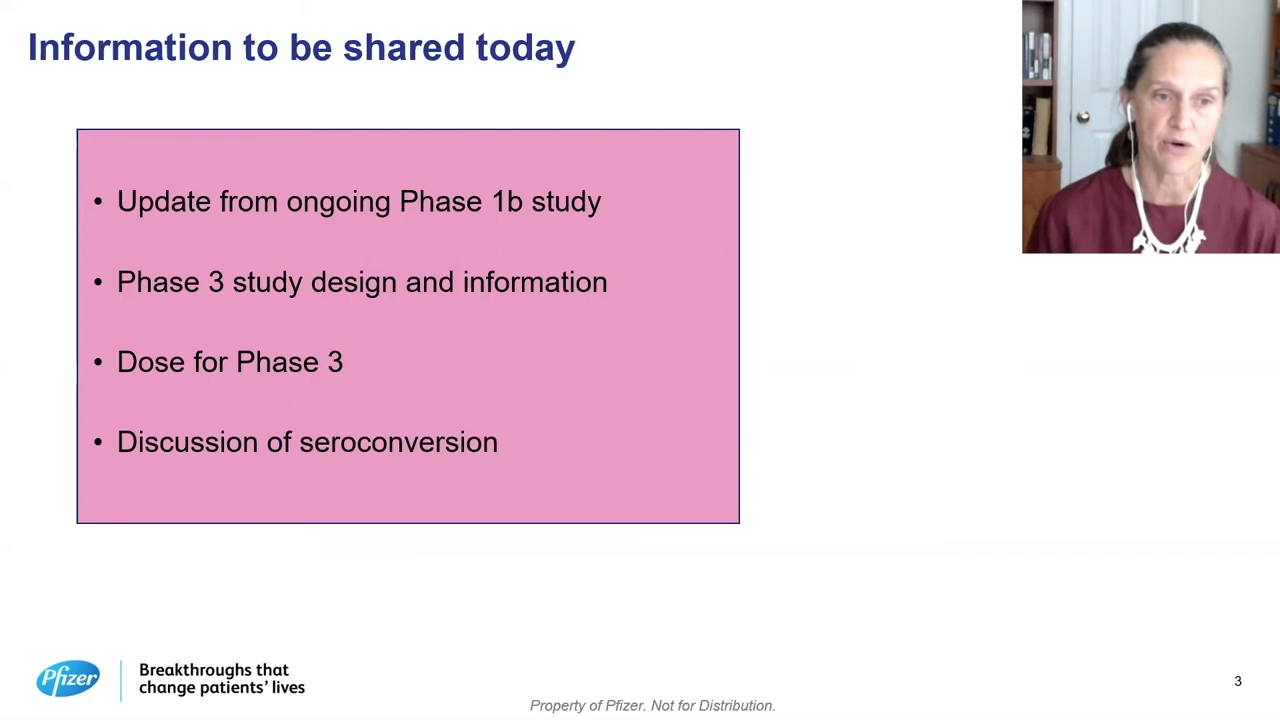 Information to be shared today
• Update from ongoing Phase 1b study
• Phase 3 study design and information
• Dose for Phase 3
• Discussion of seroconversion
Pfizer
Breakthroughs that
change patients' lives
3
Property of Pfizer. Not for Distribution.